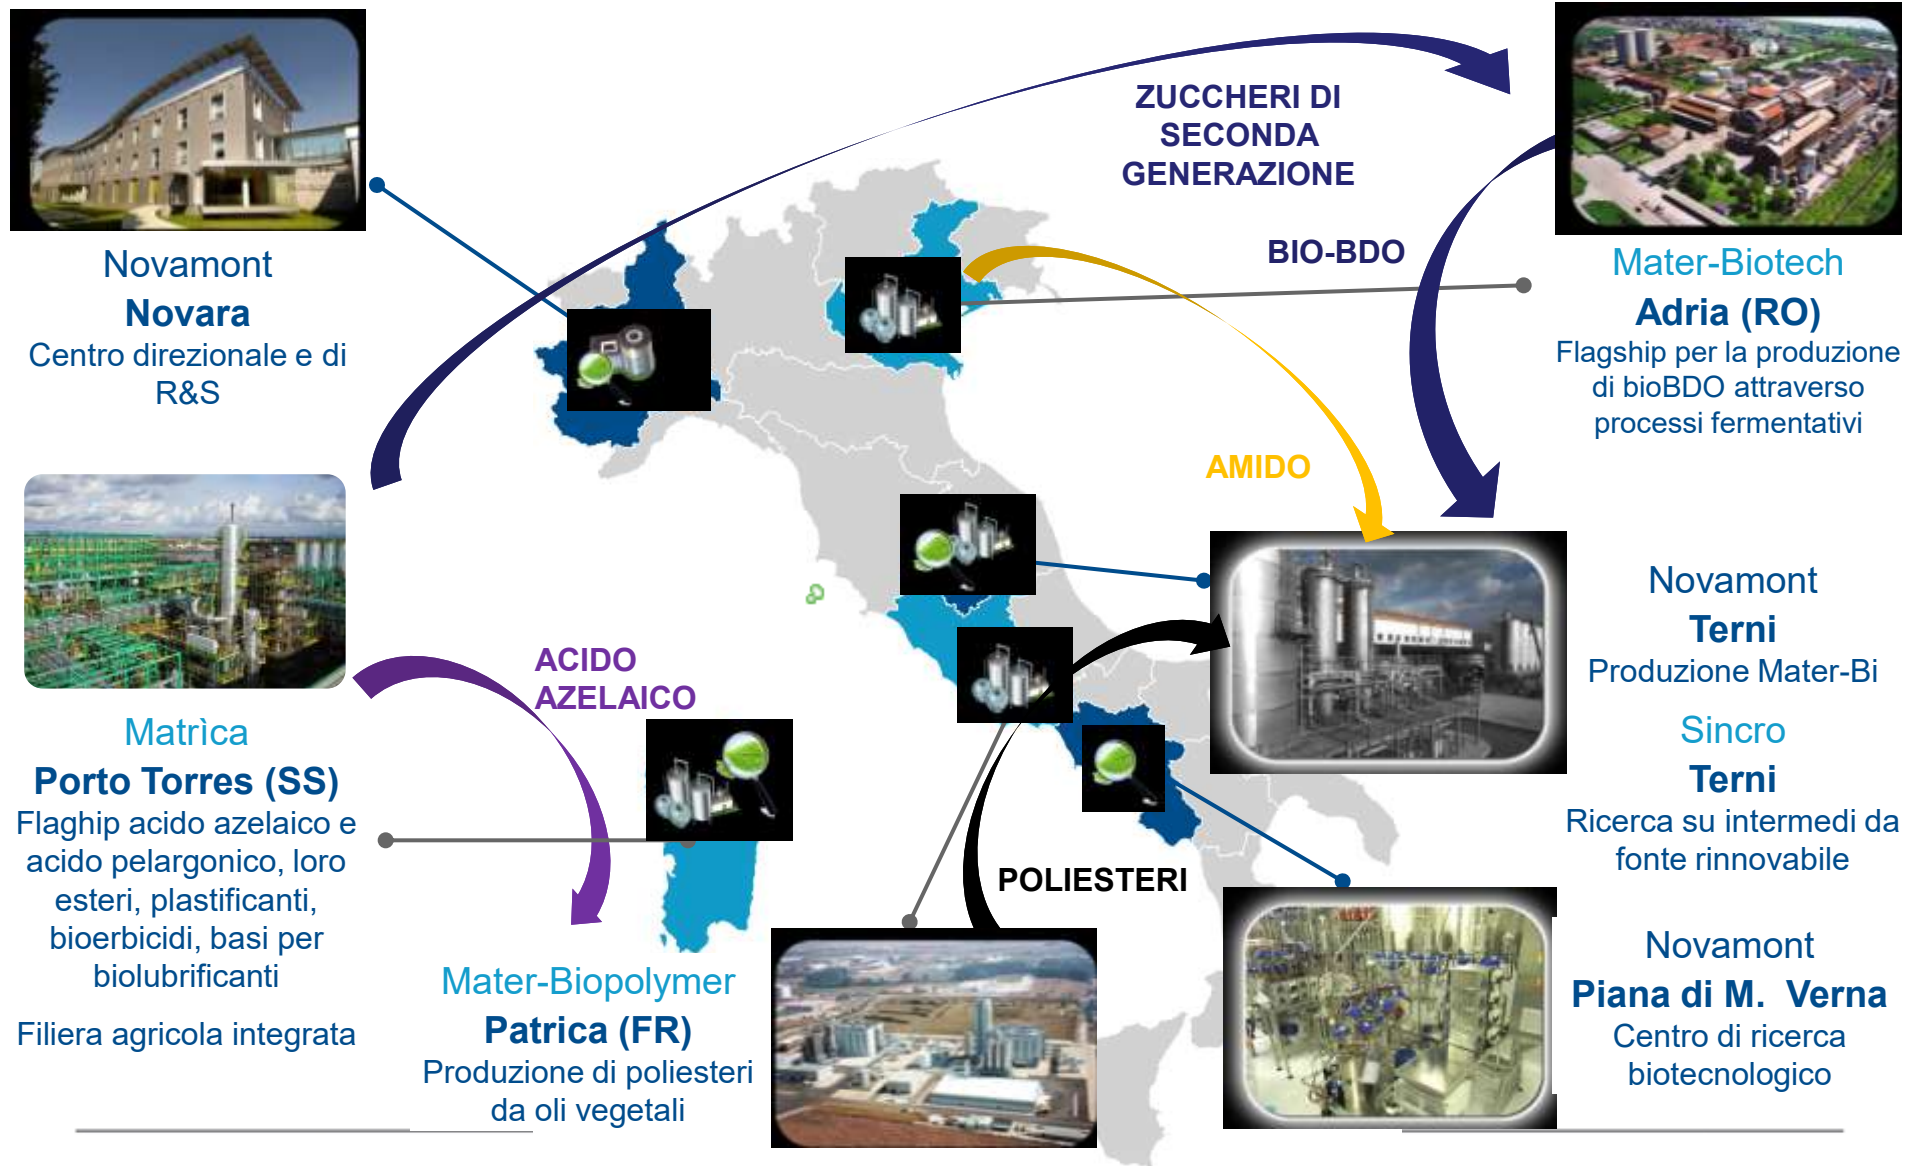 Novamont
Novara
Centro direzionale e di
R&S
ZUCCHERI DI
SECONDA
GENERAZIONE
BIO-BDO
Mater-Biotech
Adria (RO)
Flagship per la produzione
di bioBDO attraverso
processi fermentativi
AMIDO
Novamont
Terni
Produzione Mater-Bi
Sincro
Terni
Ricerca su intermedi da
fonte rinnovabile
ACIDO
AZELAICO
Matrìca
Porto Torres (SS)
Flaghip acido azelaico e
acido pelargonico, loro
esteri, plastificanti,
bioerbicidi, basi per
biolubrificanti
Filiera agricola integrata
POLIESTERI
Mater-Biopolymer
Patrica (FR)
Produzione di poliesteri
da oli vegetali
Novamont
Piana di M.  Verna
Centro di ricerca
biotecnologico